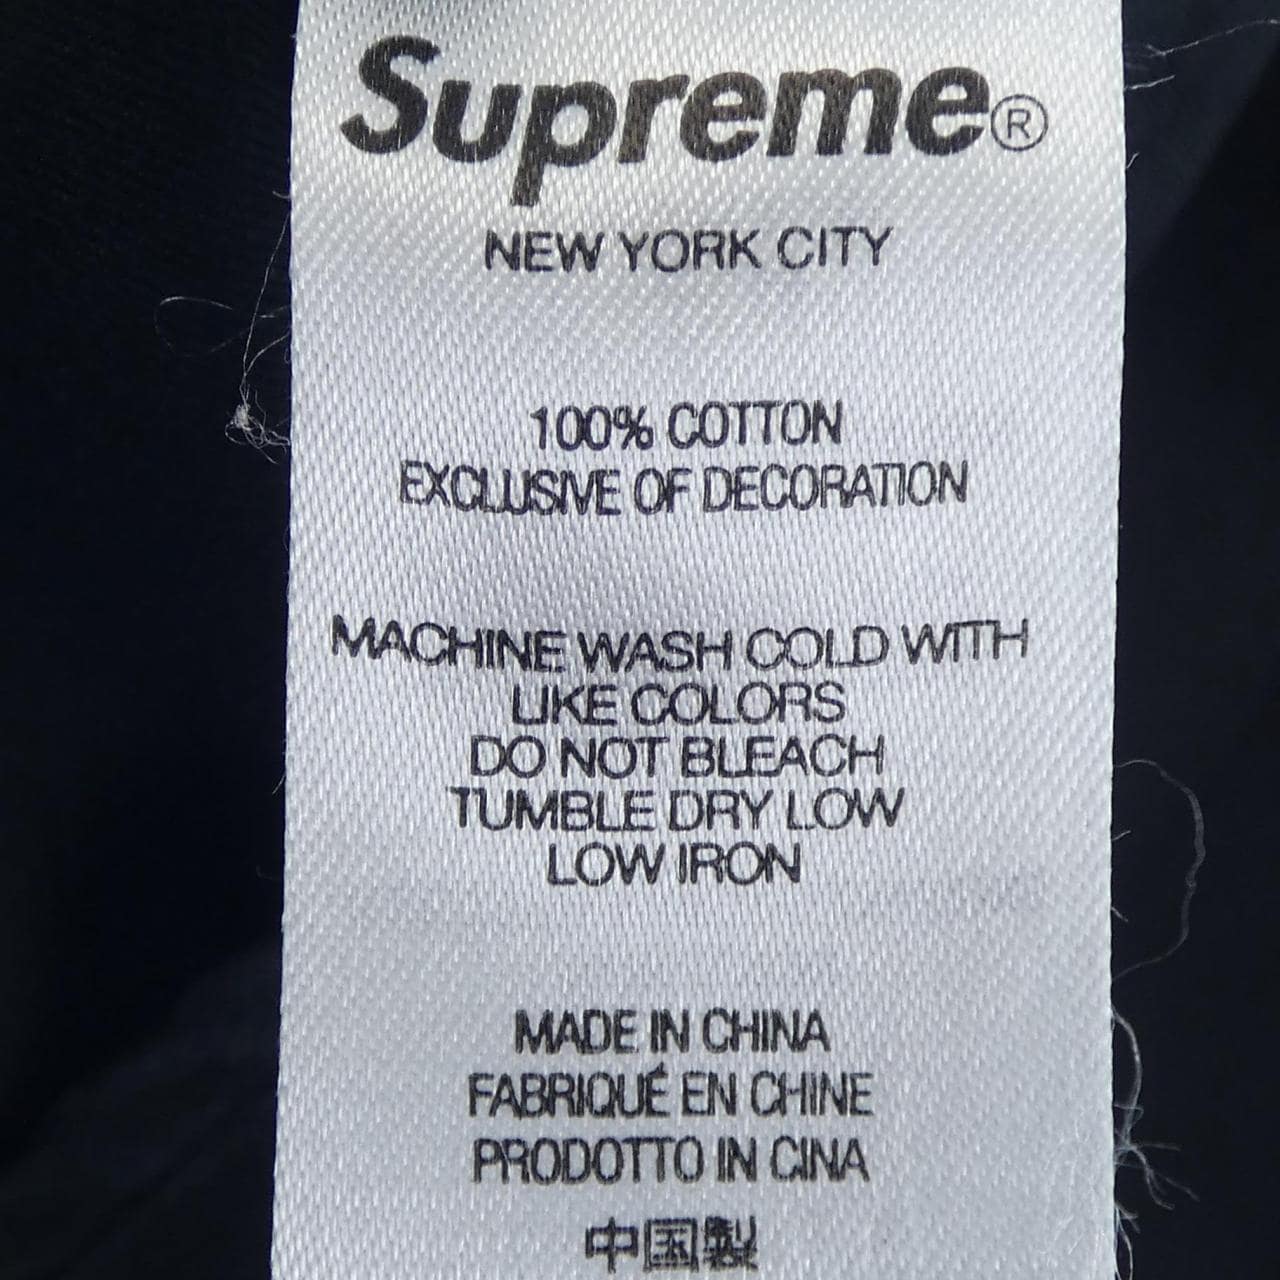 Supreme®
NEW YORK CITY
100% COTTON
EXCLUSIVE OF DECORATION
MACHINE WASH COLD WITH
LIKE COLORS
DO NOT BLEACH
TUMBLE DRY LOW
LOW IRON
MADE IN CHINA
FABRIQUÉ EN CHINE
PRODOTTO IN CINA
中国製